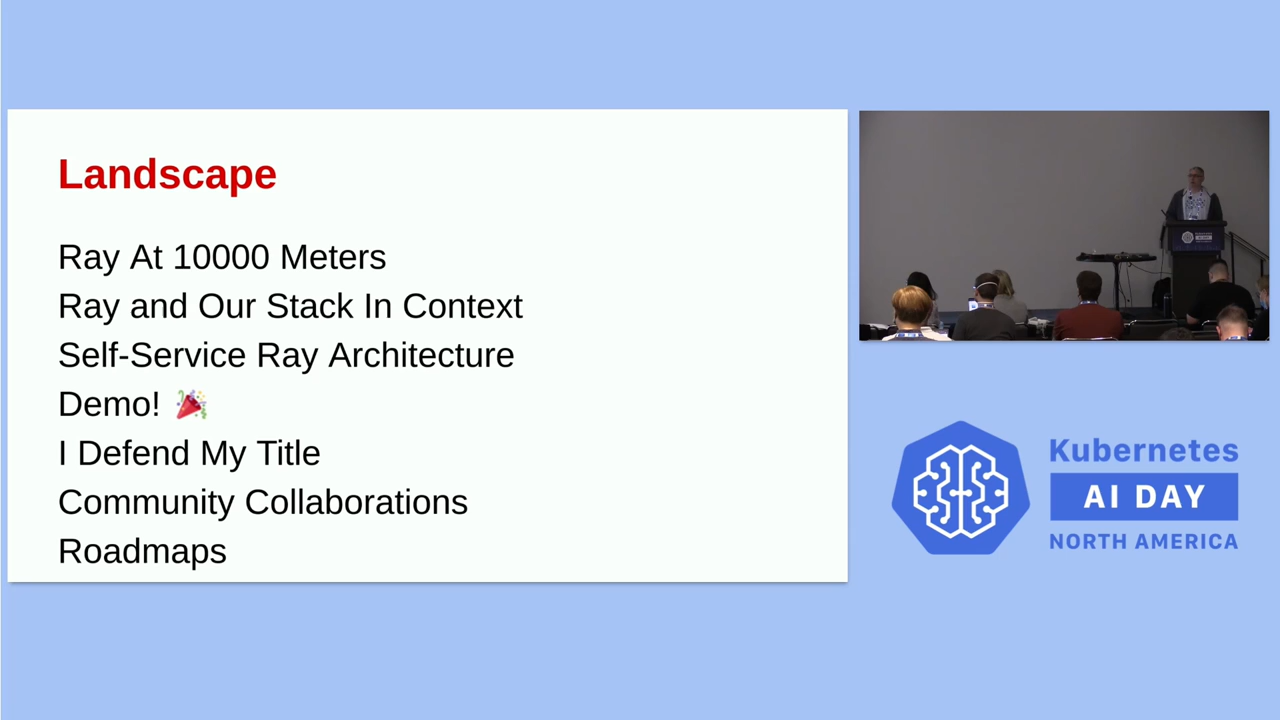 Landscape
Ray At 10000 Meters
Ray and Our Stack In Context
Self-Service Ray Architecture
Demo! 🎉
I Defend My Title
Community Collaborations
Roadmaps
Kubernetes
AI DAY
NORTH AMERICA